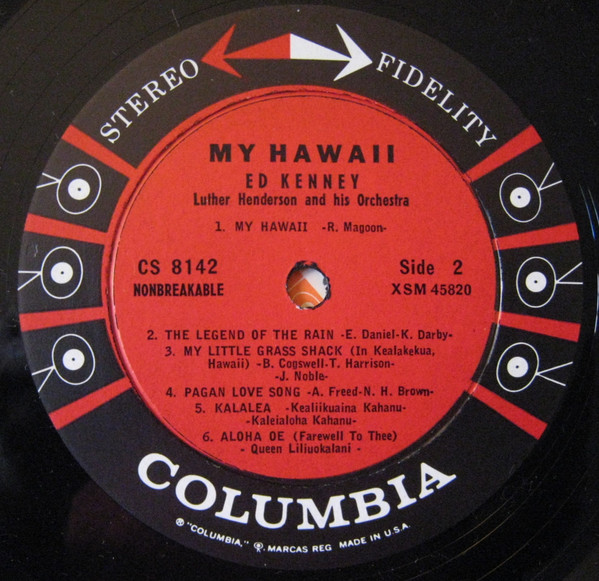 STEREO FIDELITY
MY HAWAII
ED KENNEY
Luther Henderson and his Orchestra
1. MY HAWAII -R. Magoon-
CS 8142
NONBREAKABLE
Side 2
XSM 45820
2. THE LEGEND OF THE RAIN -E. Daniel-K. Darby-
3. MY LITTLE GRASS SHACK (In Kealakekua,
Hawaii) -B. Cogswell-T. Harrison-
-J. Noble-
4. PAGAN LOVE SONG -A. Freed-N. H. Brown-
5. KALALEA -Kealiikuaina Kahanu-
-Kaleialoha Kahanu-
6. ALOHA OE (Farewell To Thee)
- Queen Liliuokalani -
COLUMBIA
® "COLUMBIA," MARCAS REG MADE IN U.S.A.